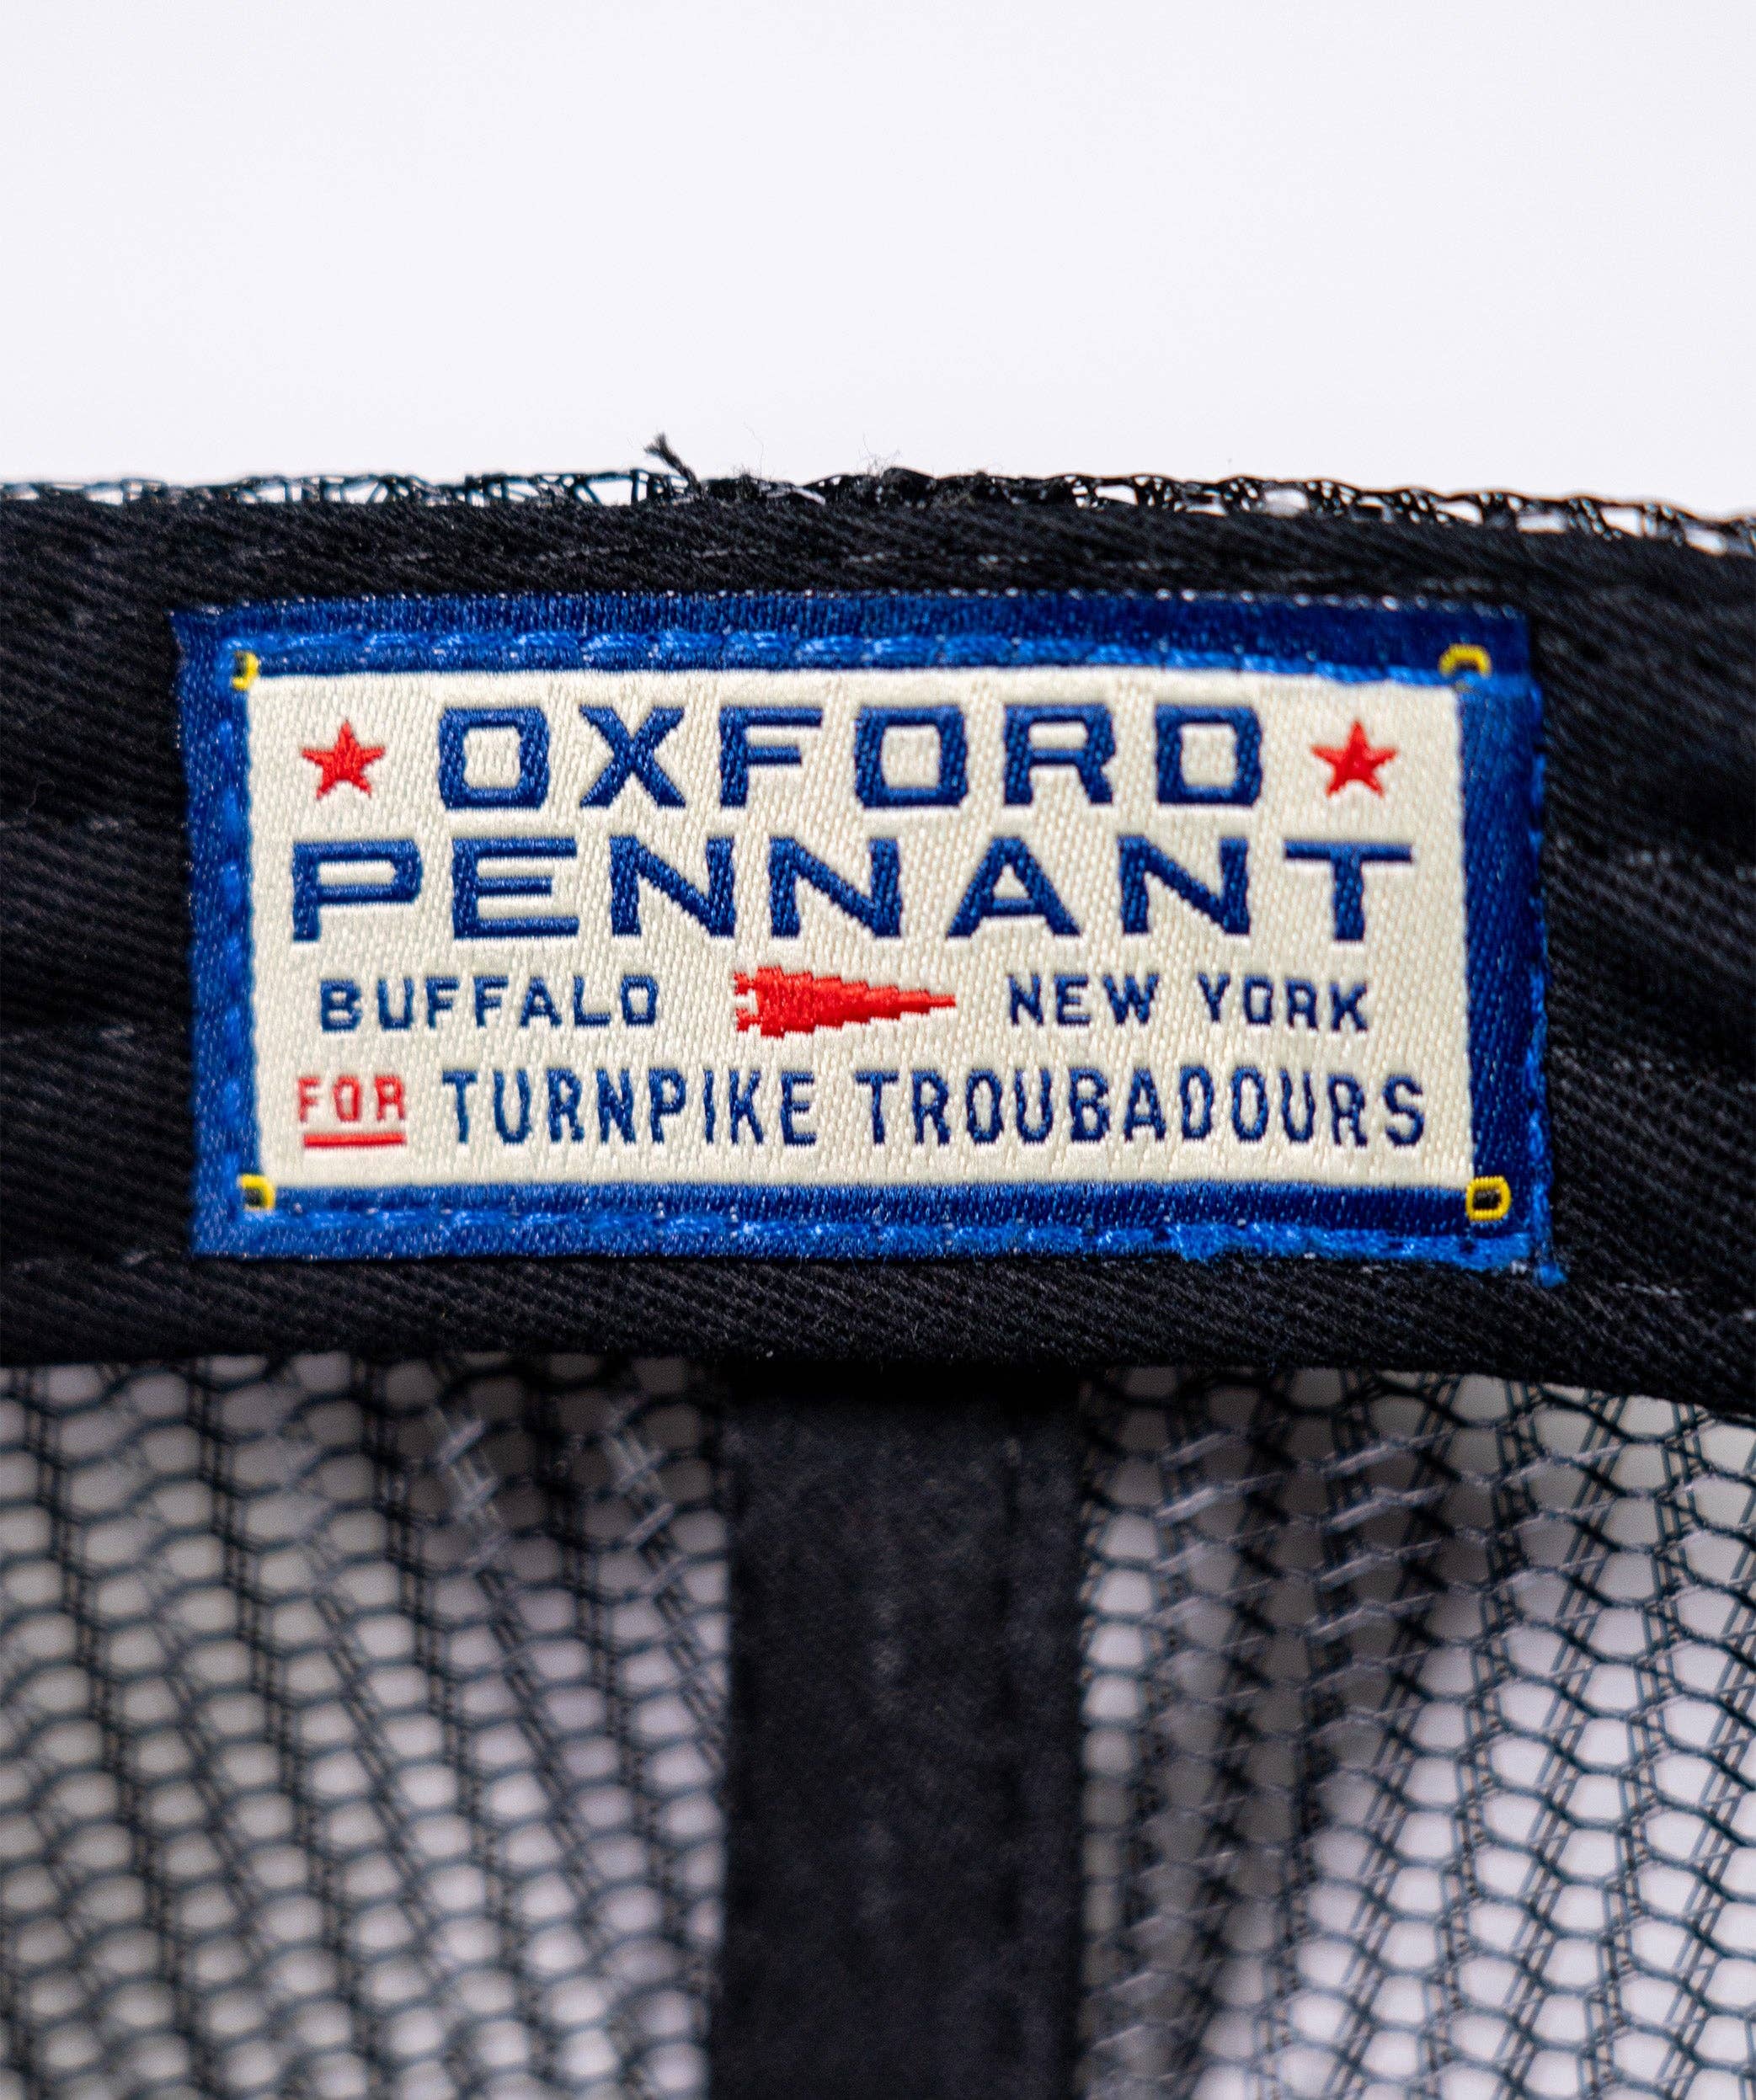 OXFORD
PENNANT
BUFFALO NEW YORK
FOR TURNPIKE TROUBADOURS